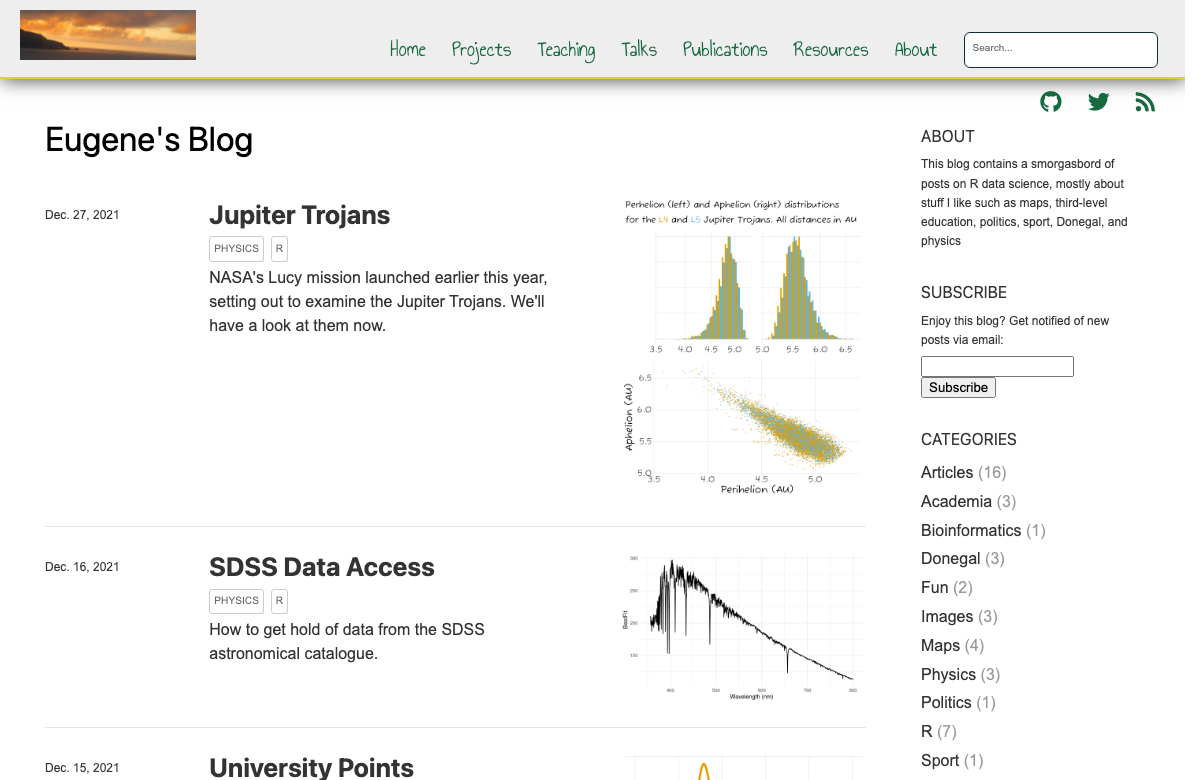 Home Projects Teaching Talks Publications Resources About Search...
Eugene's Blog
Dec. 27, 2021
Jupiter Trojans
PHYSICS R
NASA's Lucy mission launched earlier this year,
setting out to examine the Jupiter Trojans. We'll
have a look at them now.
Perihelion (left) and Aphelion (right) distributions
for the L4 and L5 Jupiter Trojans. All distances in AU
3.5 4.0 4.5 5.0 5.0 5.5 6.0 6.5
Aphelion (AU)
6.5
6.0
5.5
5.0
3.5 4.0 4.5 5.0
Perihelion (AU)
Dec. 16, 2021
SDSS Data Access
PHYSICS R
How to get hold of data from the SDSS
astronomical catalogue.
BestFit
300
250
200
150
400 500 600 700 800
Wavelength (nm)
Dec. 15, 2021
University Points
ABOUT
This blog contains a smorgasbord of
posts on R data science, mostly about
stuff I like such as maps, third-level
education, politics, sport, Donegal, and
physics
SUBSCRIBE
Enjoy this blog? Get notified of new
posts via email:
Subscribe
CATEGORIES
Articles (16)
Academia (3)
Bioinformatics (1)
Donegal (3)
Fun (2)
Images (3)
Maps (4)
Physics (3)
Politics (1)
R (7)
Sport (1)